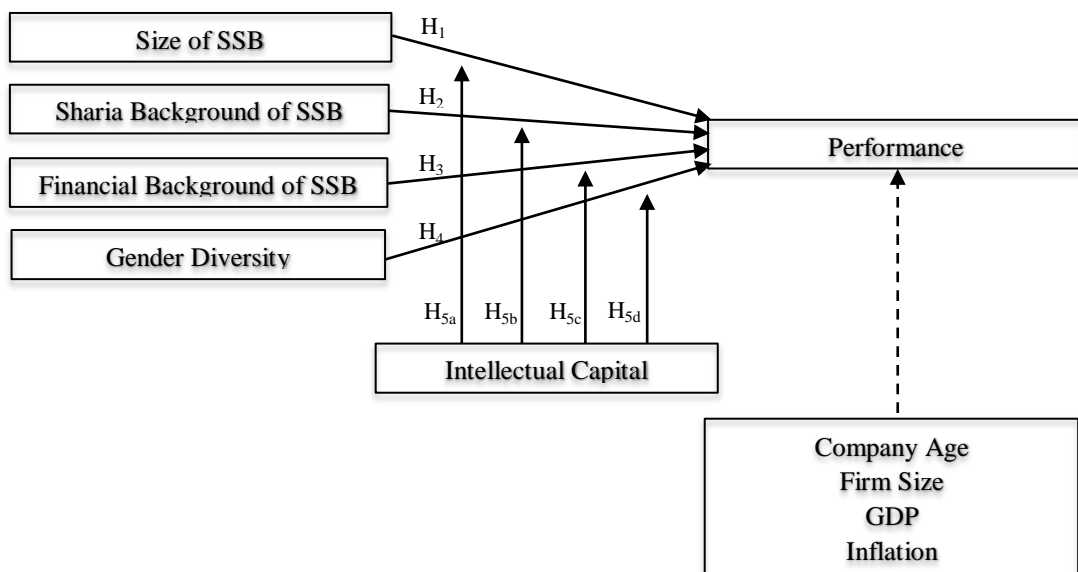 Size of SSB
H1
Sharia Background of SSB
H2
Performance
Financial Background of SSB
H3
Gender Diversity
H4
H5a
H5b
H5c
H5d
Intellectual Capital
Company Age
Firm Size
GDP
Inflation